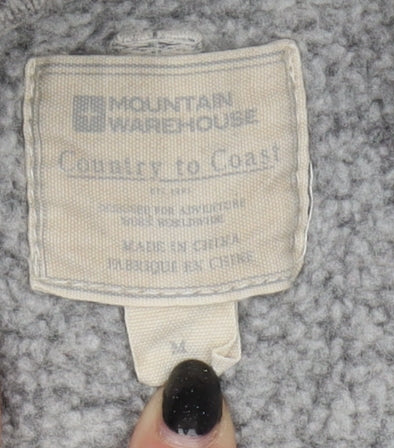 MOUNTAIN
WAREHOUSE
Country to Coast
DESIGNED FOR ADVENTURE
WORN WORLDWIDE
MADE IN CHINA
FABRIQUE EN CHINE
M